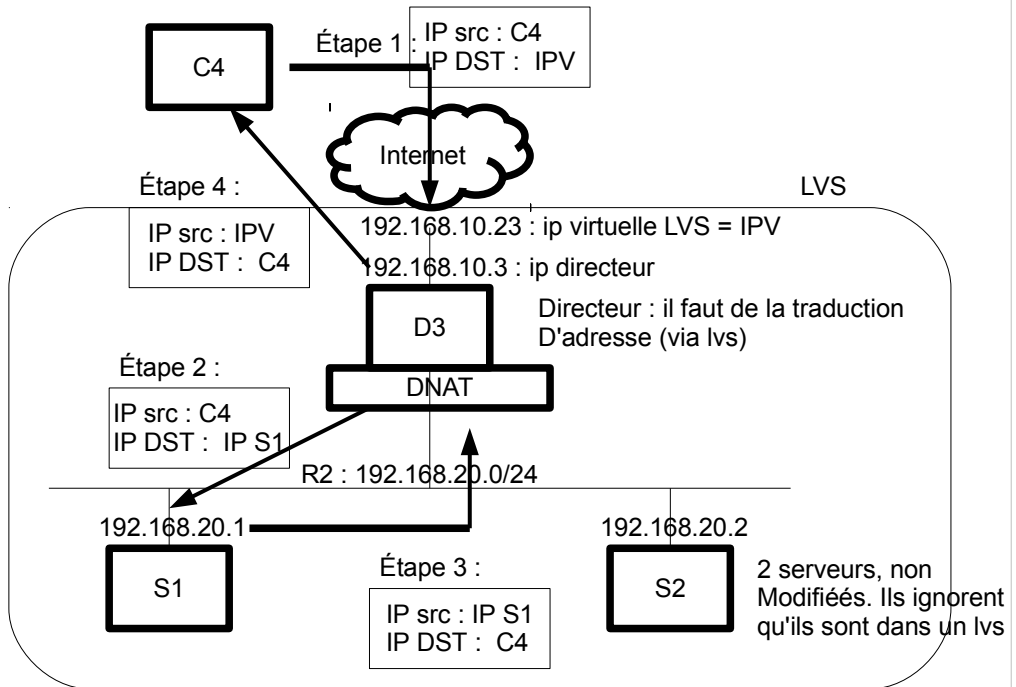 Étape 1 :
IP src : C4
IP DST :  IPV
C4
Internet
Étape 4 :
LVS
IP src : IPV
IP DST :  C4
192.168.10.23 : ip virtuelle LVS = IPV
192.168.10.3 : ip directeur
D3
Directeur : il faut de la traduction
D'adresse (via lvs)
DNAT
Étape 2 :
IP src : C4
IP DST :  IP S1
R2 : 192.168.20.0/24
192.168.20.1
192.168.20.2
S1
Étape 3 :
IP src : IP S1
IP DST :  C4
S2
2 serveurs, non
Modifiéés. Ils ignorent
qu'ils sont dans un lvs